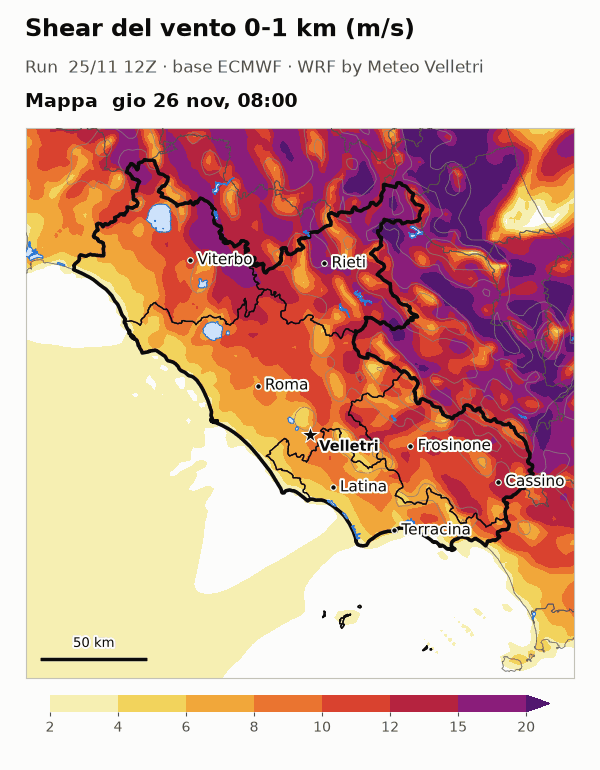 Shear del vento 0-1 km (m/s)
Run  25/11 12Z · base ECMWF · WRF by Meteo Velletri
Mappa  gio 26 nov, 08:00
Viterbo
Rieti
Roma
Velletri
Frosinone
Cassino
Latina
Terracina
50 km
2 4 6 8 10 12 15 20